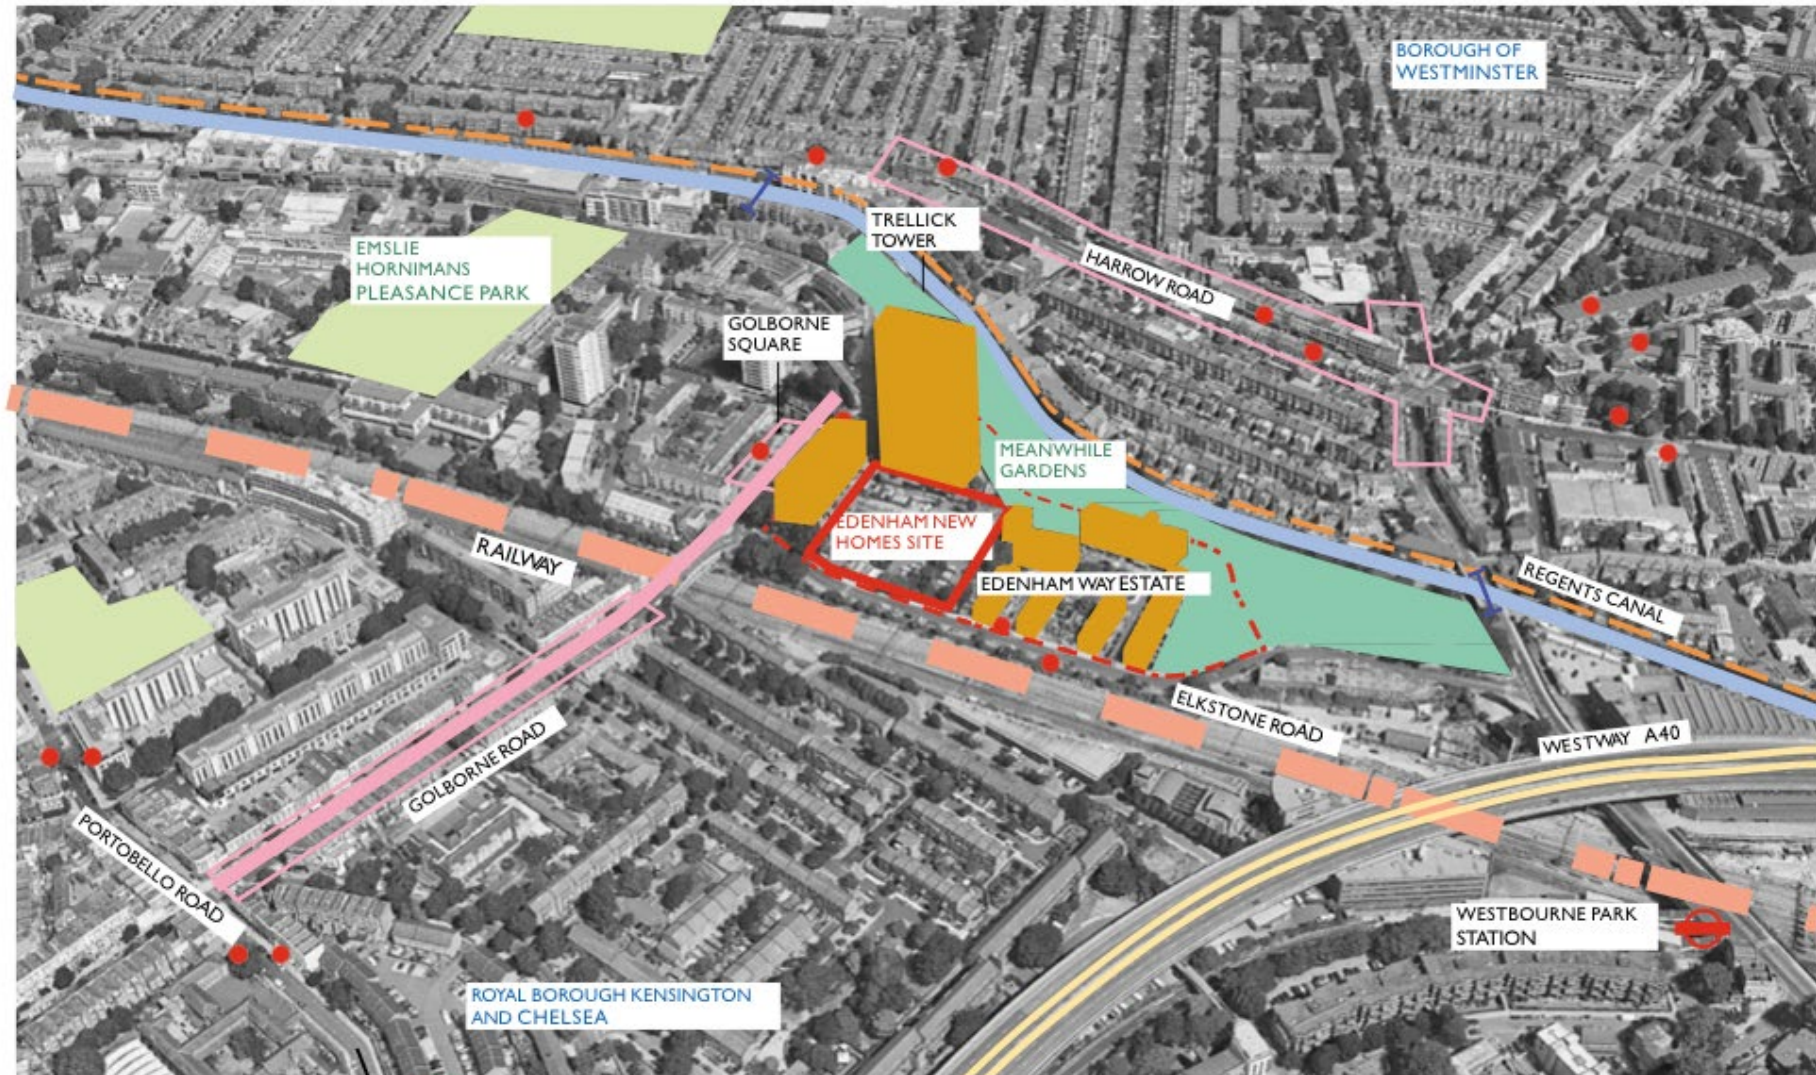 BOROUGH OF
WESTMINSTER
TRELLICK
TOWER
EMSLIE
HORNIMANS
PLEASANCE PARK
HARROW ROAD
GOLBORNE
SQUARE
MEANWHILE
GARDENS
EDENHAM NEW
HOMES SITE
RAILWAY
EDENHAM WAY ESTATE
REGENTS CANAL
ELKSTONE ROAD
WESTWAY A40
GOLBORNE ROAD
PORTOBELLO ROAD
WESTBOURNE PARK
STATION
ROYAL BOROUGH KENSINGTON
AND CHELSEA